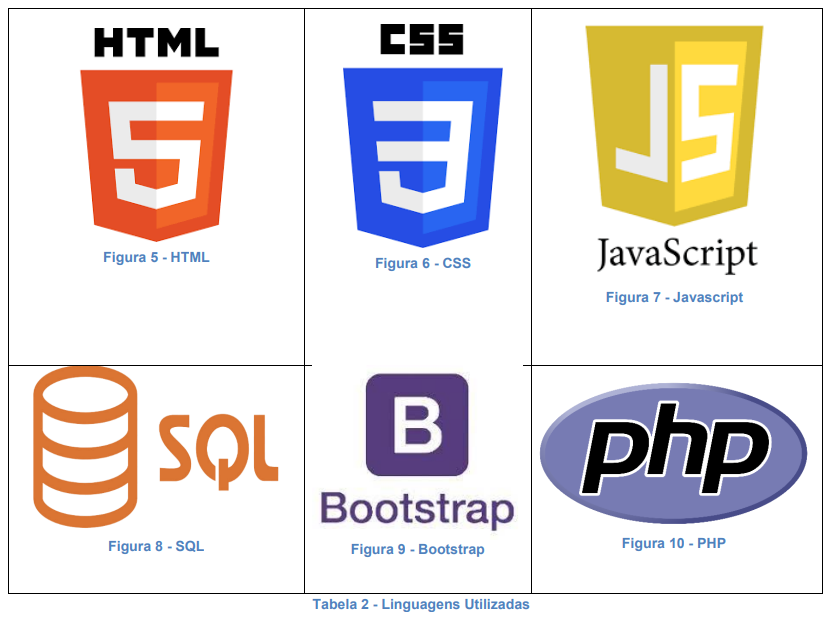 HTML
5
Figura 5 - HTML
CSS
3
Figura 6 - CSS
JS
JavaScript
Figura 7 - Javascript
SQL
Figura 8 - SQL
B
Bootstrap
Figura 9 - Bootstrap
php
Figura 10 - PHP
Tabela 2 - Linguagens Utilizadas